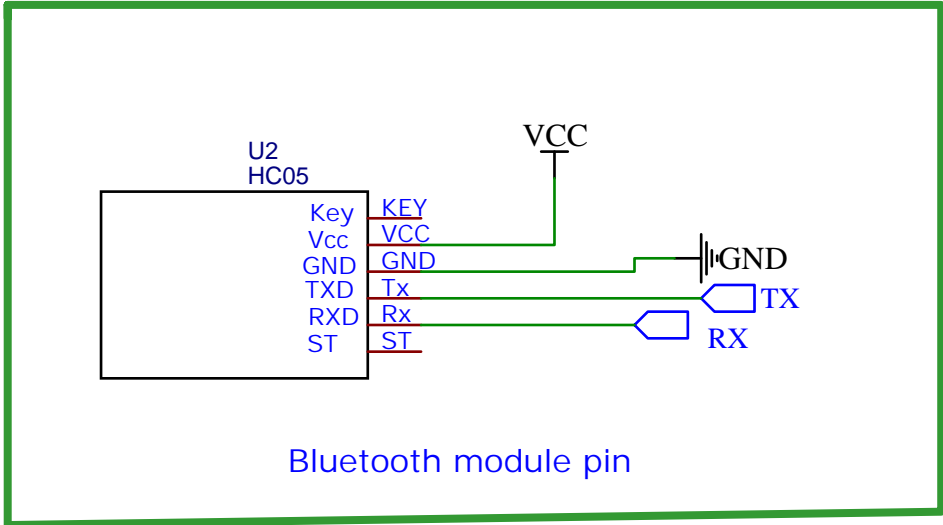 VCC
U2
HC05
Key KEY
Vcc VCC
GND GND
GND
TXD Tx
TX
RXD Rx
RX
ST ST
Bluetooth module pin